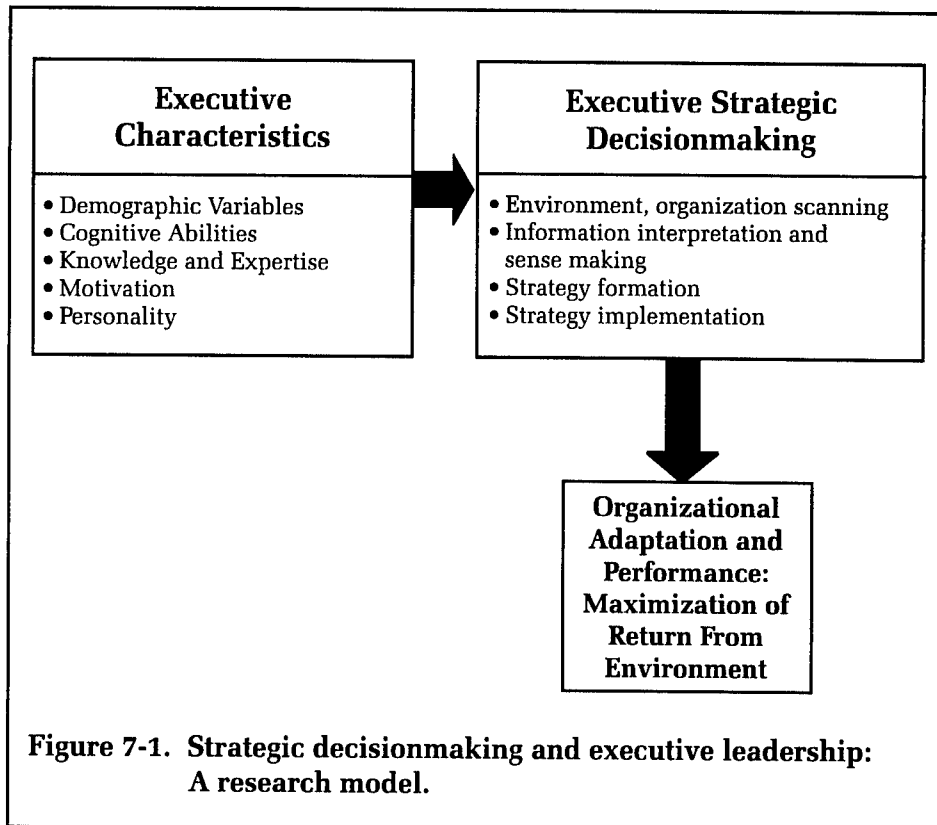 Executive
Characteristics
• Demographic Variables
• Cognitive Abilities
• Knowledge and Expertise
• Motivation
• Personality
Executive Strategic
Decisionmaking
• Environment, organization scanning
• Information interpretation and
sense making
• Strategy formation
• Strategy implementation
Organizational
Adaptation and
Performance:
Maximization of
Return From
Environment
Figure 7-1. Strategic decisionmaking and executive leadership:
A research model.